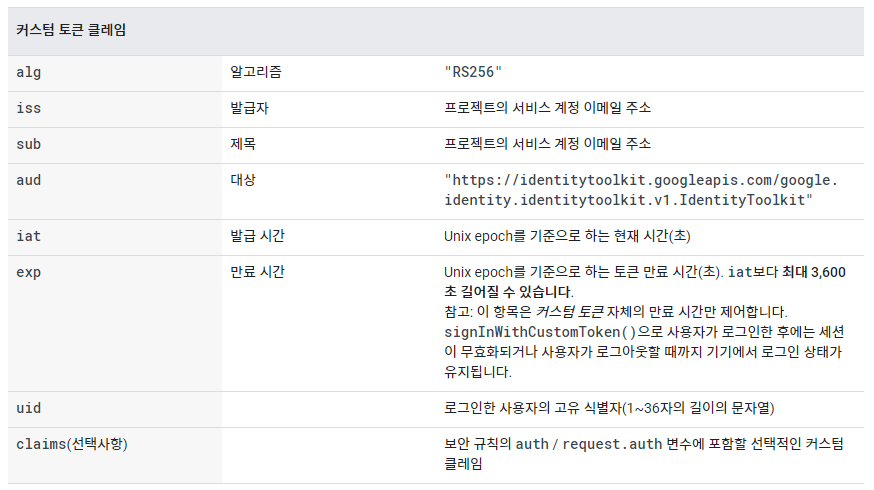 커스텀 토큰 클레임
alg 알고리즘 "RS256"
iss 발급자 프로젝트의 서비스 계정 이메일 주소
sub 제목 프로젝트의 서비스 계정 이메일 주소
aud 대상 "https://identitytoolkit.googleapis.com/google.
identity.identitytoolkit.v1.IdentityToolkit"
iat 발급 시간 Unix epoch를 기준으로 하는 현재 시간(초)
exp 만료 시간 Unix epoch를 기준으로 하는 토큰 만료 시간(초). iat보다 최대 3,600
초 길어질 수 있습니다.
참고: 이 항목은 커스텀 토큰 자체의 만료 시간만 제어합니다.
signInWithCustomToken()으로 사용자가 로그인한 후에는 세션
이 무효화되거나 사용자가 로그아웃할 때까지 기기에서 로그인 상태가
유지됩니다.
uid 로그인한 사용자의 고유 식별자(1~36자의 길이의 문자열)
claims(선택사항) 보안 규칙의 auth / request.auth 변수에 포함할 선택적인 커스텀
클레임